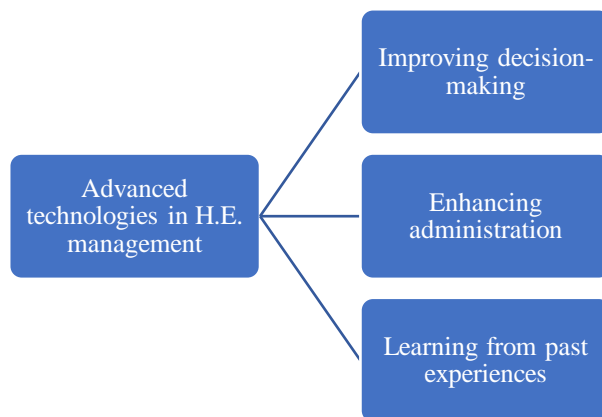 Improving decision-
making
Advanced
technologies in H.E.
management
Enhancing
administration
Learning from past
experiences